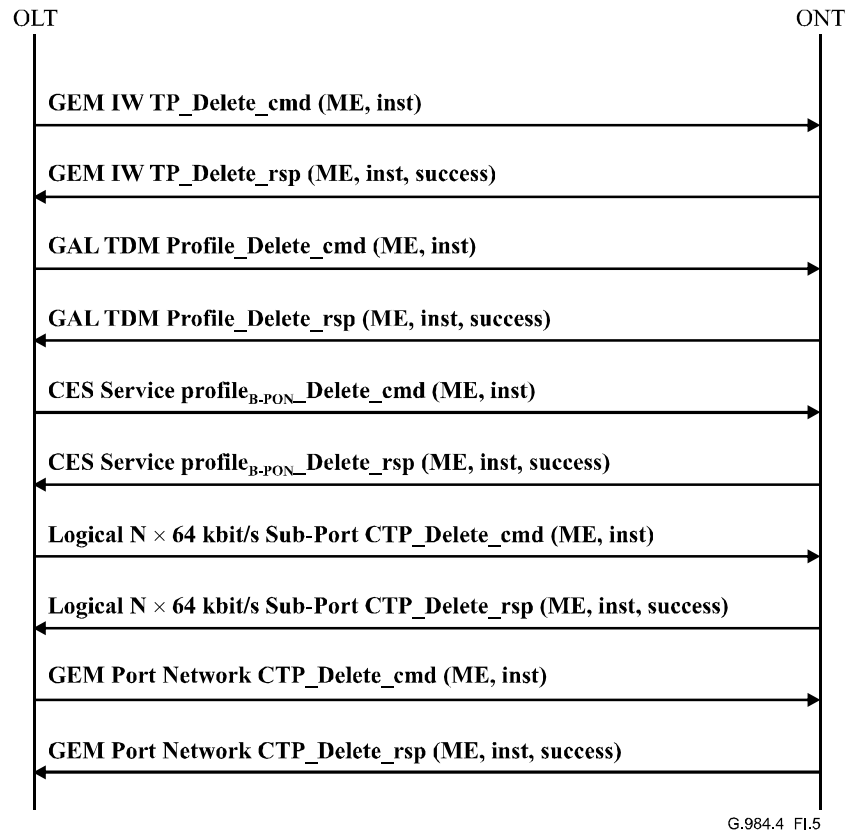 OLT ONT
GEM IW TP_Delete_cmd (ME, inst)
GEM IW TP_Delete_rsp (ME, inst, success)
GAL TDM Profile_Delete_cmd (ME, inst)
GAL TDM Profile_Delete_rsp (ME, inst, success)
CES Service profileB-PON_Delete_cmd (ME, inst)
CES Service profileB-PON_Delete_rsp (ME, inst, success)
Logical N × 64 kbit/s Sub-Port CTP_Delete_cmd (ME, inst)
Logical N × 64 kbit/s Sub-Port CTP_Delete_rsp (ME, inst, success)
GEM Port Network CTP_Delete_cmd (ME, inst)
GEM Port Network CTP_Delete_rsp (ME, inst, success)
G.984.4_FI.5